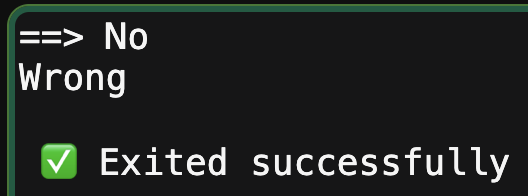 ==> No
Wrong
✅ Exited successfully